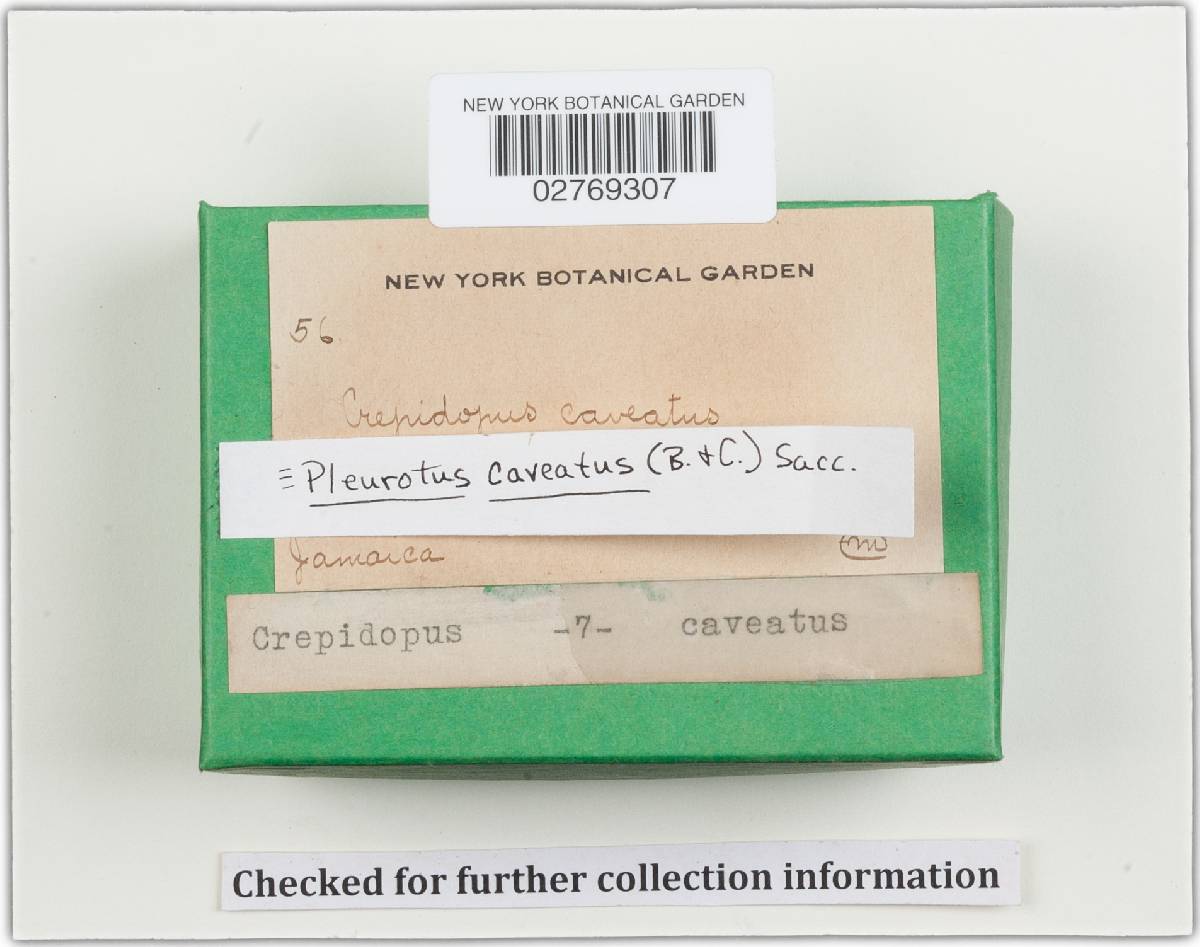 NEW YORK BOTANICAL GARDEN
02769307
NEW YORK BOTANICAL GARDEN
56
Crepidopus caveatus
≡ Pleurotus caveatus (B. & C.) Sacc.
Jamaica
Crepidopus -7- caveatus
Checked for further collection information